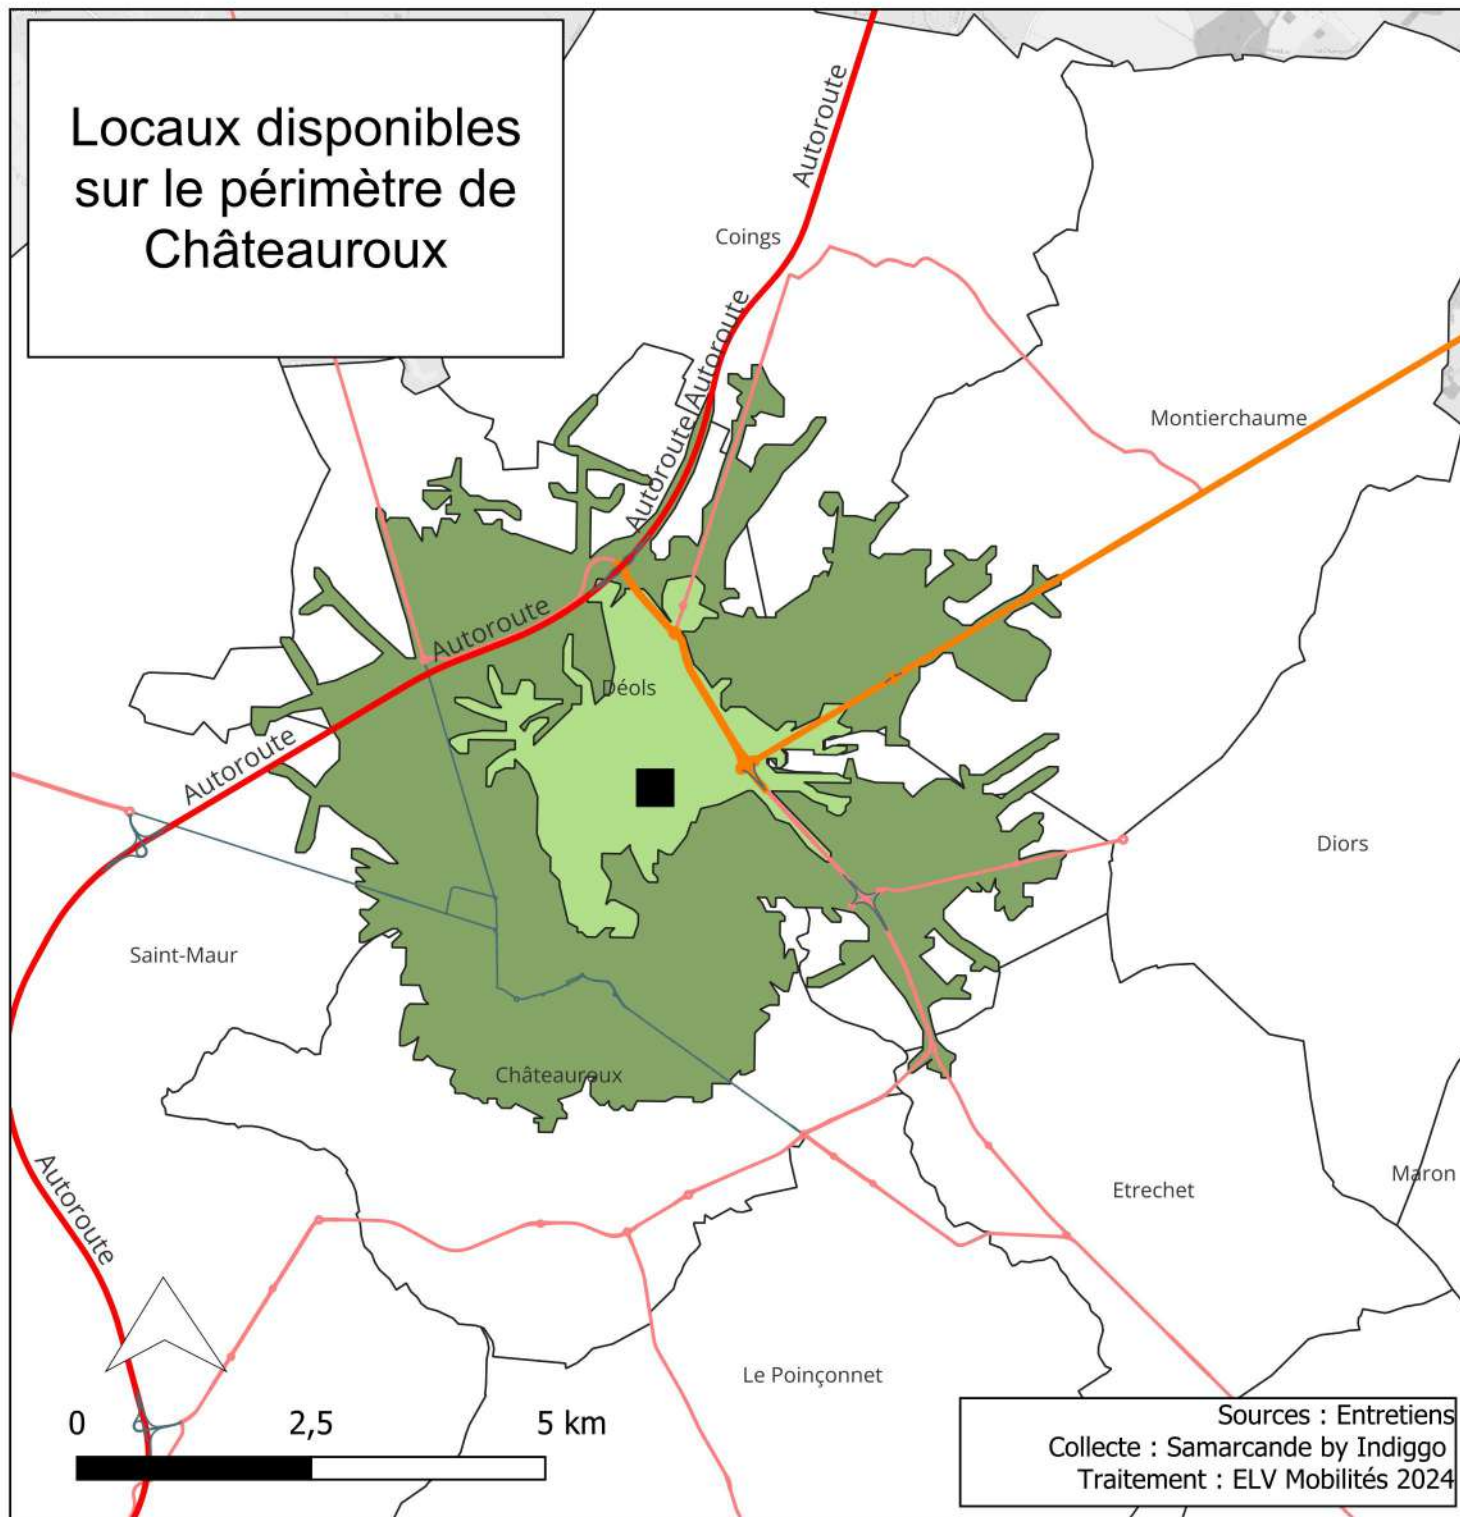 Locaux disponibles
sur le périmètre de
Châteauroux
Autoroute
Coings
Autoroute
Autoroute
Montierchaume
Autoroute
Déols
Autoroute
Diors
Saint-Maur
Châteauroux
Autoroute
Etrechet
Maron
Le Poinçonnet
0 2,5 5 km
Sources : Entretiens
Collecte : Samarcande by Indiggo
Traitement : ELV Mobilités 2024